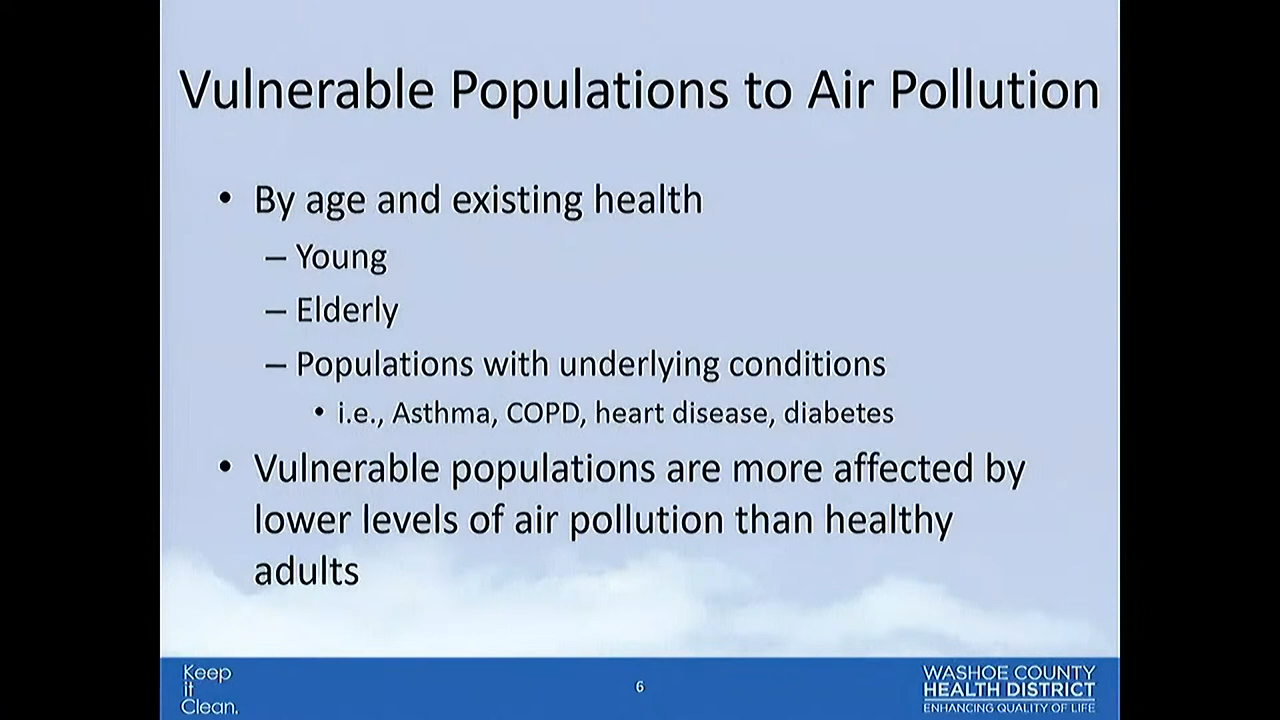 Vulnerable Populations to Air Pollution
• By age and existing health
– Young
– Elderly
– Populations with underlying conditions
• i.e., Asthma, COPD, heart disease, diabetes
• Vulnerable populations are more affected by
lower levels of air pollution than healthy
adults
Keep
it
Clean.
6
WASHOE COUNTY
HEALTH DISTRICT
ENHANCING QUALITY OF LIFE